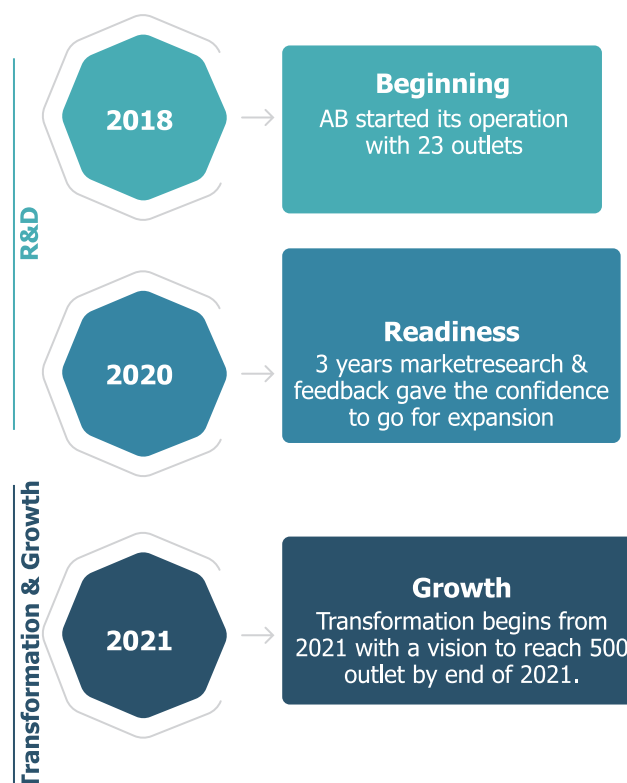 2018
Beginning
AB started its operation
with 23 outlets
R&D
2020
Readiness
3 years marketresearch &
feedback gave the confidence
to go for expansion
Transformation & Growth
2021
Growth
Transformation begins from
2021 with a vision to reach 500
outlet by end of 2021.